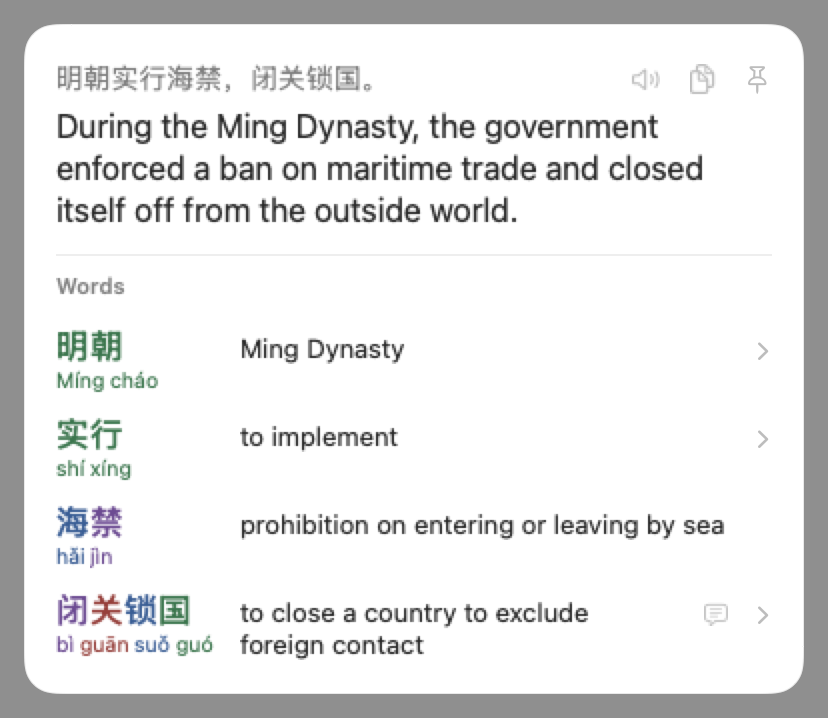 明朝实行海禁，闭关锁国。
During the Ming Dynasty, the government
enforced a ban on maritime trade and closed
itself off from the outside world.
Words
明朝
Míng cháo
Ming Dynasty
实行
shí xíng
to implement
海禁
hǎi jìn
prohibition on entering or leaving by sea
闭关锁国
bì guān suǒ guó
to close a country to exclude
foreign contact